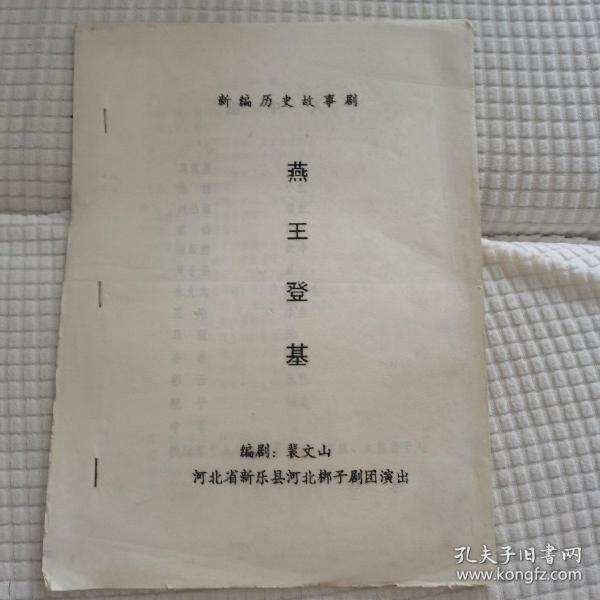 新编历史故事剧
燕
王
登
基
编剧：裴文山
河北省新乐县河北梆子剧团演出
孔夫子旧书网
www.kongfz.com